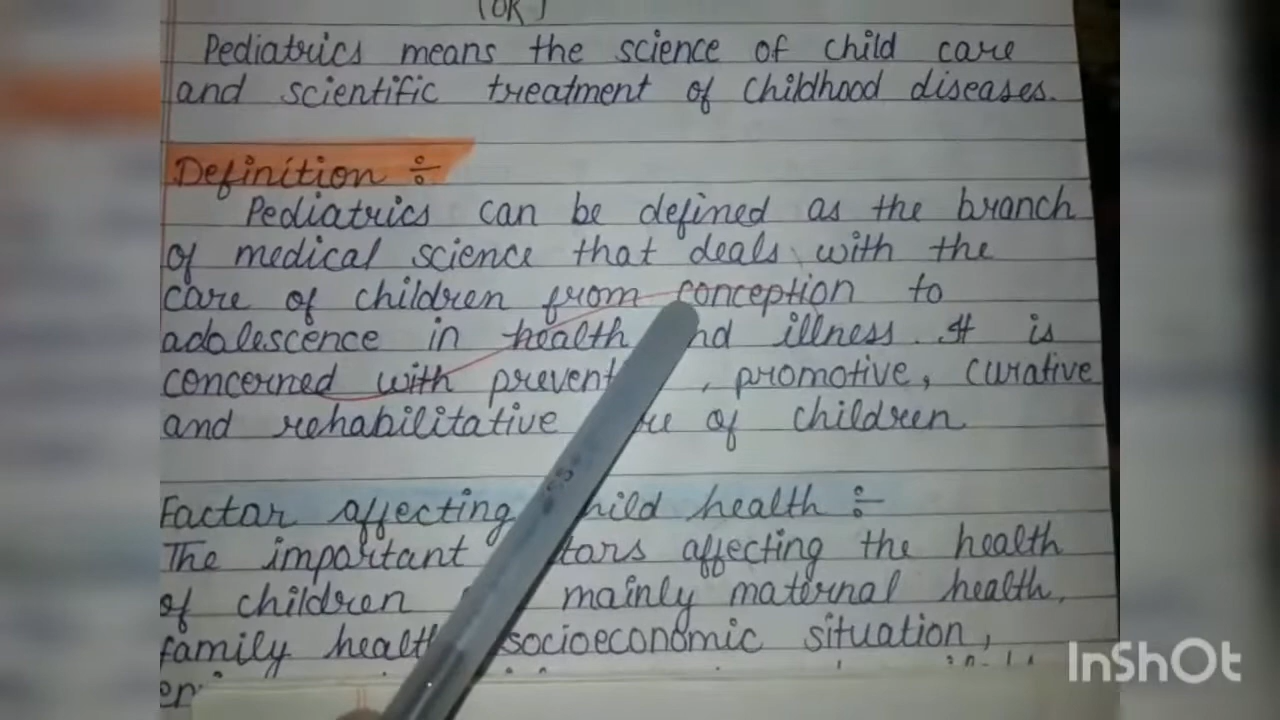 (OR)
Pediatrics means the science of child care
and scientific treatment of childhood diseases.
Definition ÷
Pediatrics can be defined as the branch
of medical science that deals with the
care of children from conception to
adolescence in health nd illness. It is
concerned with prevent , promotive, curative
and rehabilitative of children
Factor affecting hild health ÷
The important tors affecting the health
of children mainly maternal health,
family healt socioeconomic situation,
InShOt